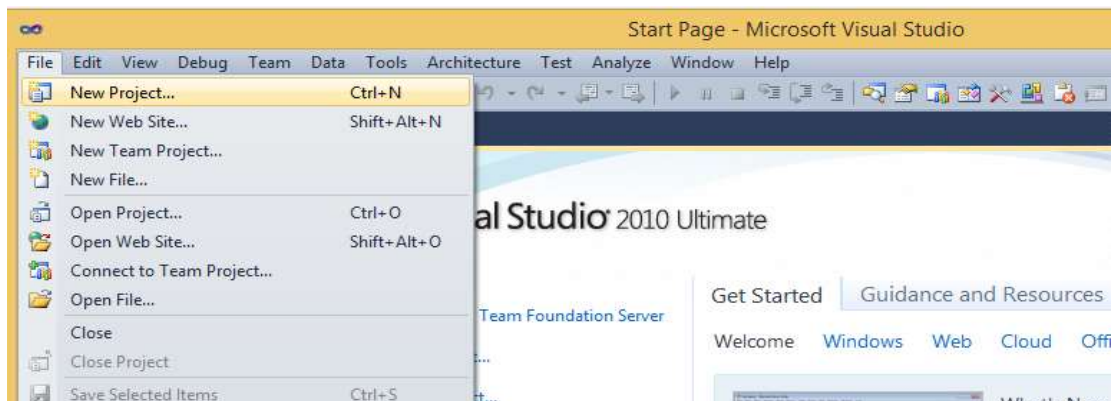 Start Page - Microsoft Visual Studio
File Edit View Debug Team Data Tools Architecture Test Analyze Window Help
New Project... Ctrl+N
New Web Site... Shift+Alt+N
New Team Project...
New File...
Open Project... Ctrl+O
al Studio 2010 Ultimate
Open Web Site... Shift+Alt+O
Connect to Team Project...
Open File...
Get Started Guidance and Resources
Team Foundation Server
Close
Welcome Windows Web Cloud Offi
Close Project
Save Selected Items Ctrl+S